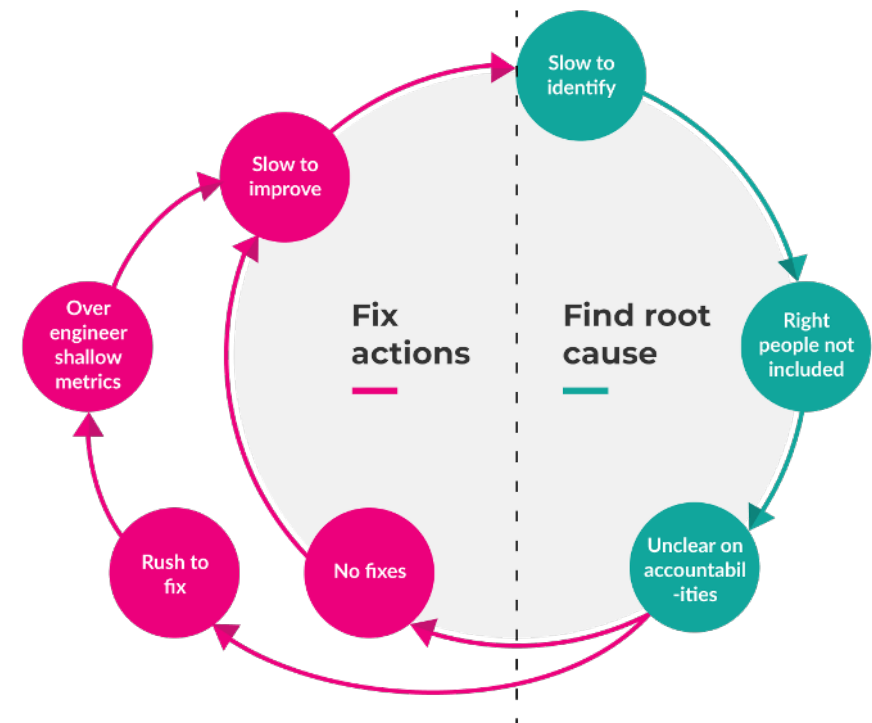 Slow to
identify
Slow to
improve
Over
engineer
shallow
metrics
Fix
actions
Find root
cause
Right
people not
included
Rush to
fix
No fixes
Unclear on
accountabil
-ities